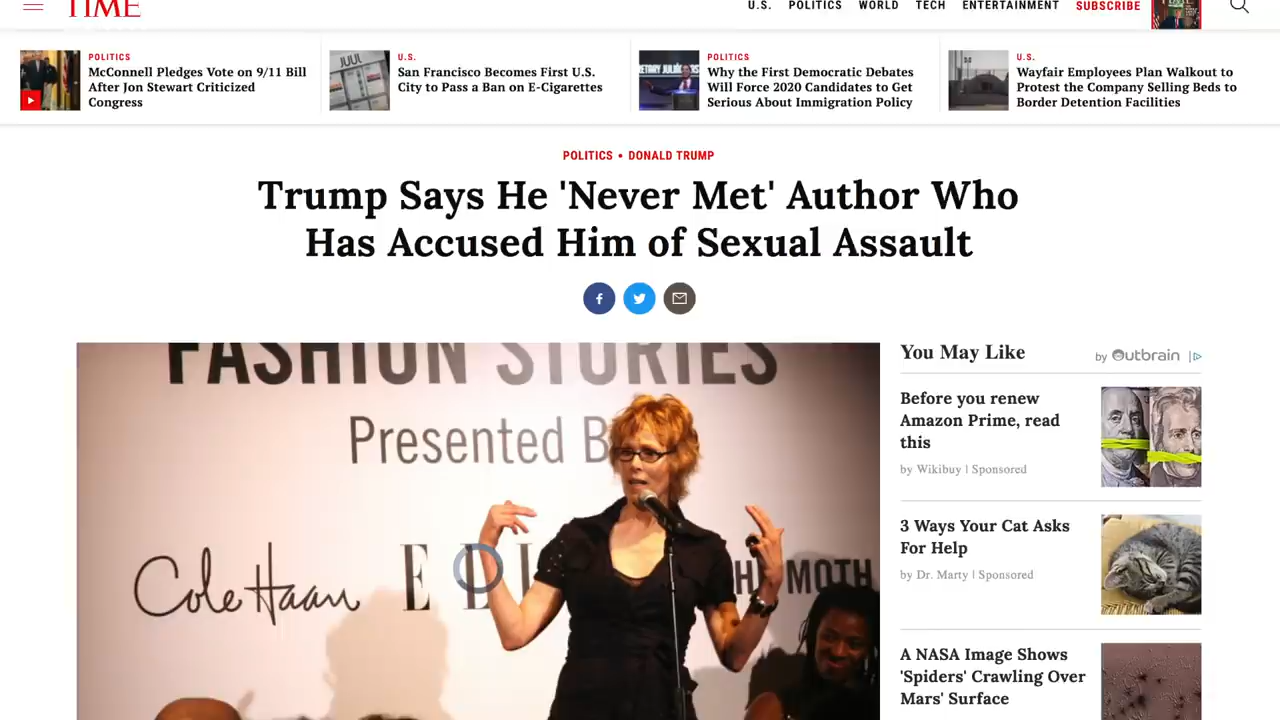 TIME
U.S. POLITICS WORLD TECH ENTERTAINMENT SUBSCRIBE
POLITICS
McConnell Pledges Vote on 9/11 Bill
After Jon Stewart Criticized
Congress
JUUL
U.S.
San Francisco Becomes First U.S.
City to Pass a Ban on E-Cigarettes
POLITICS
Why the First Democratic Debates
Will Force 2020 Candidates to Get
Serious About Immigration Policy
U.S.
Wayfair Employees Plan Walkout to
Protest the Company Selling Beds to
Border Detention Facilities
POLITICS • DONALD TRUMP
Trump Says He 'Never Met' Author Who
Has Accused Him of Sexual Assault
FASHION STORIES
Presented B
Cole Haan
MOTH
You May Like
by Outbrain
Before you renew
Amazon Prime, read
this
by Wikibuy | Sponsored
3 Ways Your Cat Asks
For Help
by Dr. Marty | Sponsored
A NASA Image Shows
'Spiders' Crawling Over
Mars' Surface